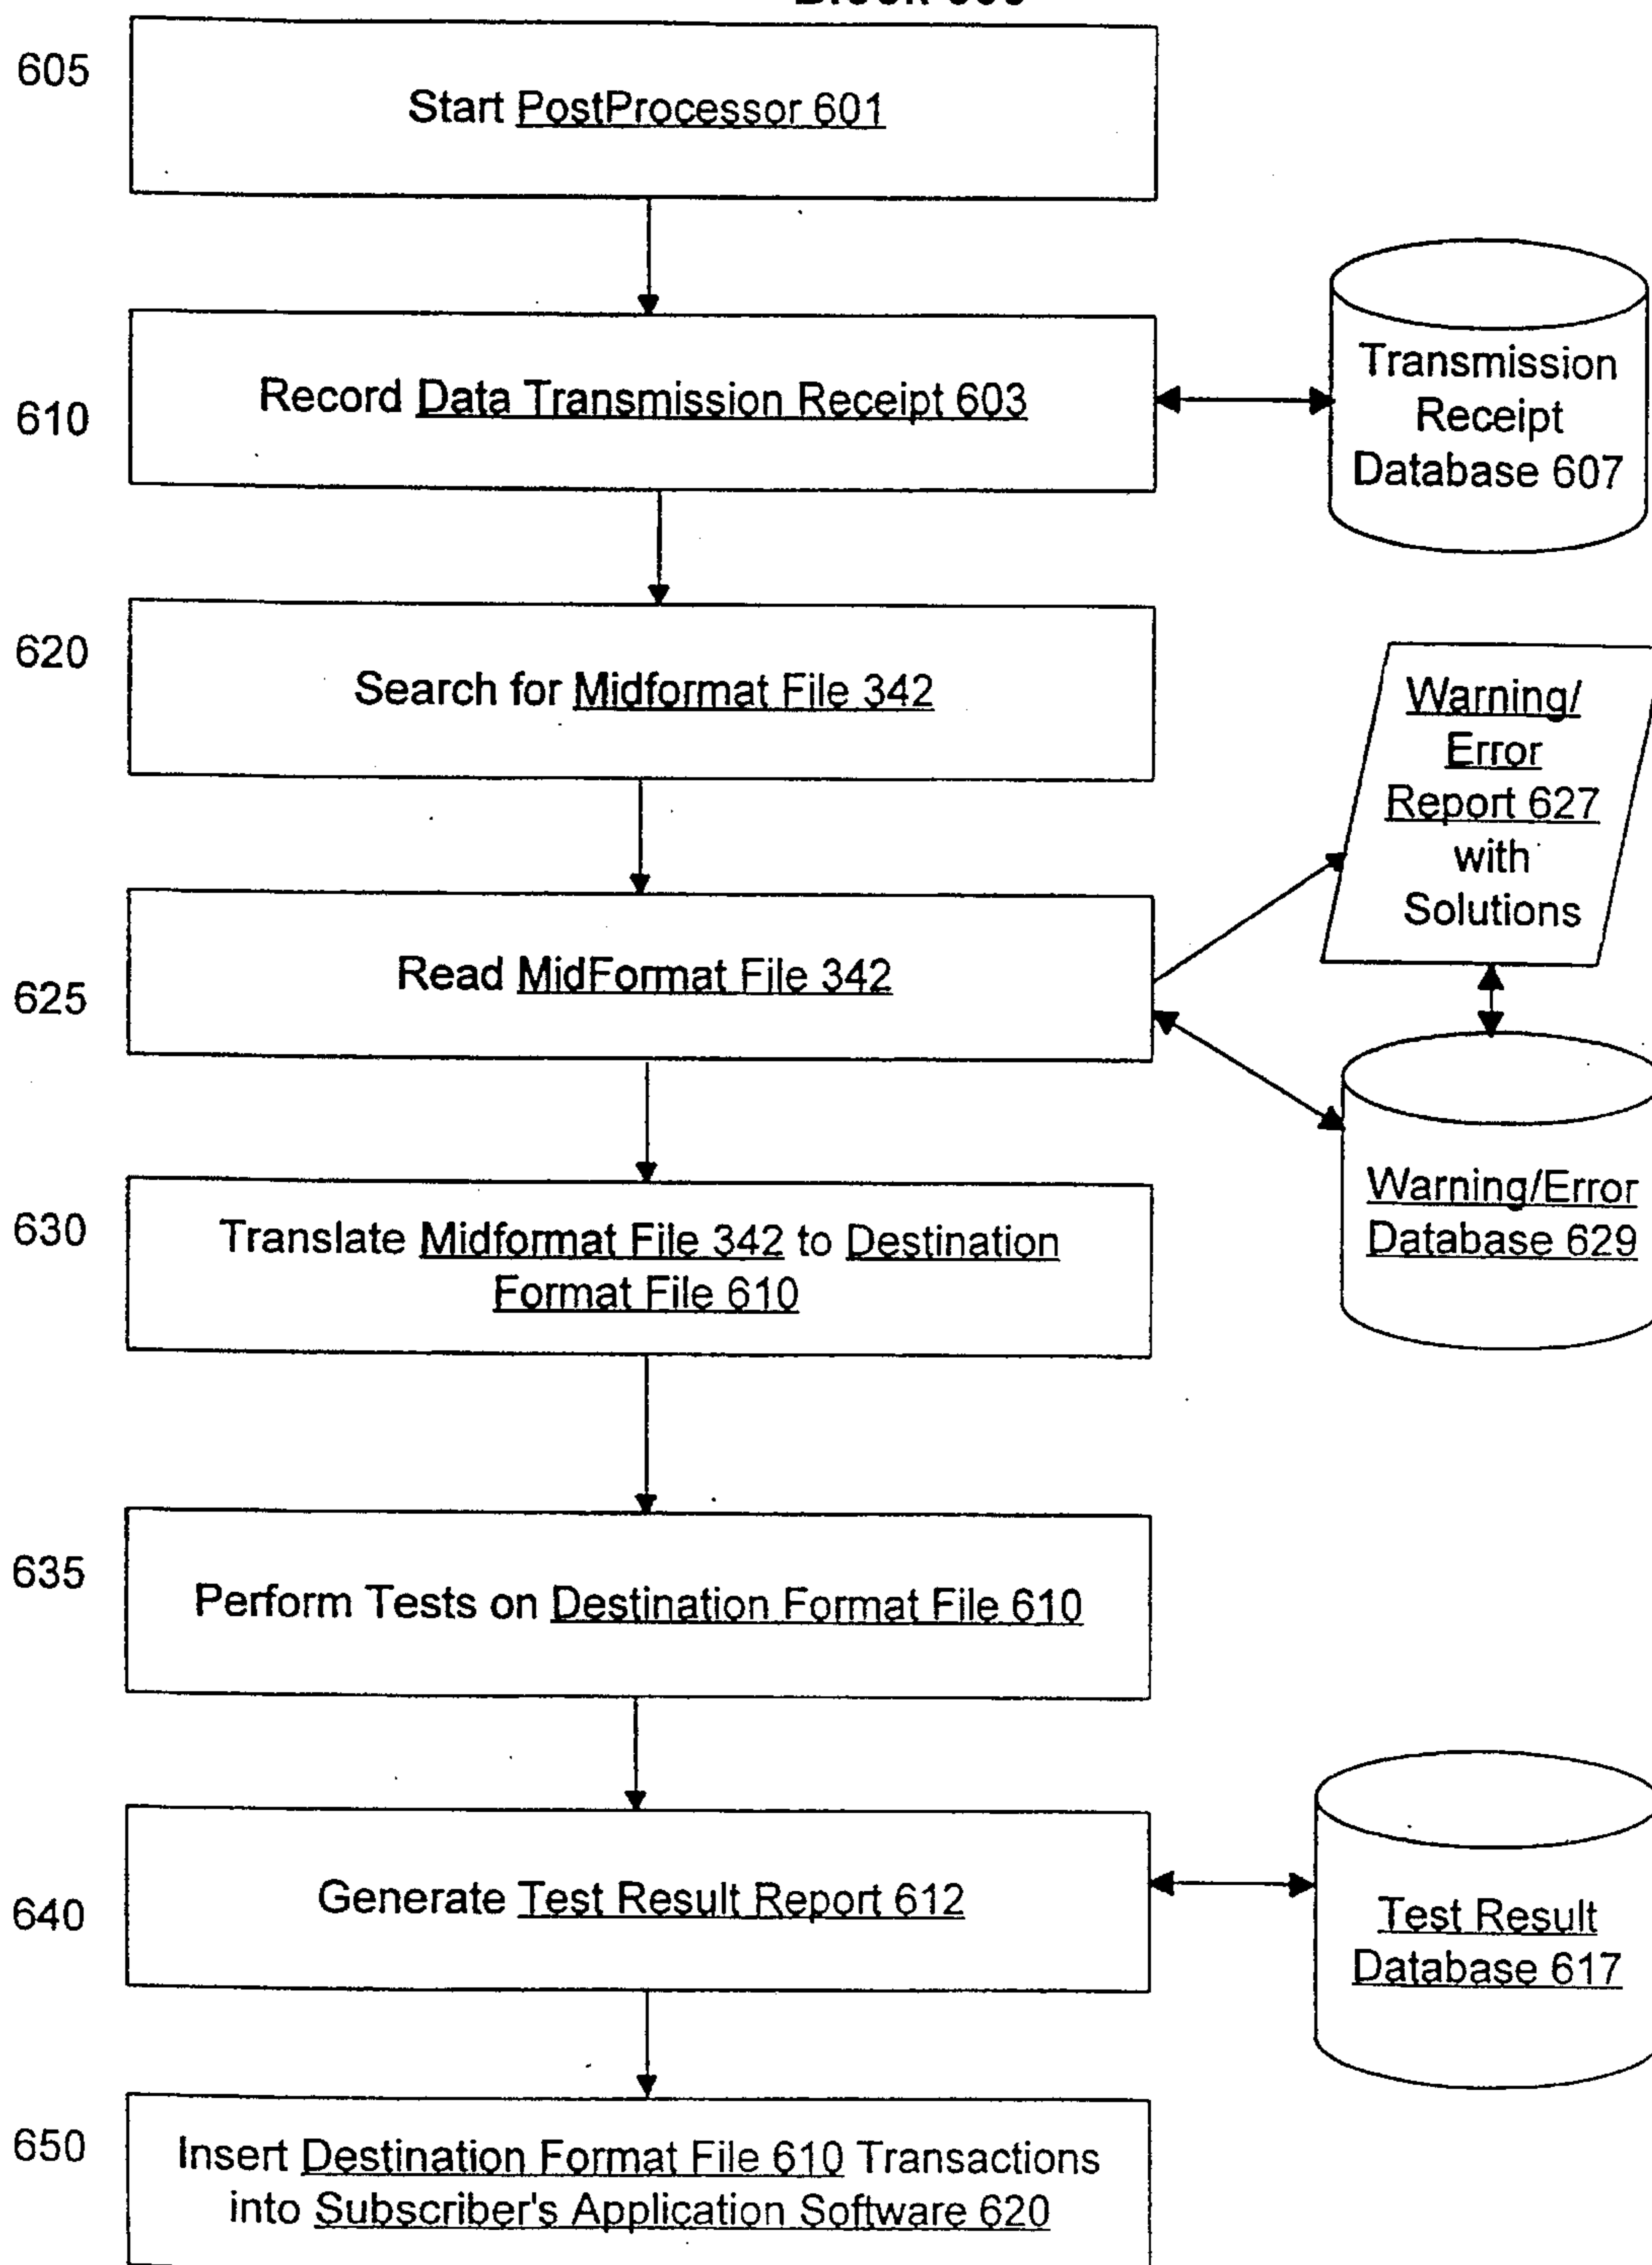 605
Start PostProcessor 601
610
Record Data Transmission Receipt 603
Transmission
Receipt
Database 607
620
Search for Midformat File 342
Warning/
Error
Report 627
with
Solutions
625
Read MidFormat File 342
Warning/Error
Database 629
630
Translate Midformat File 342 to Destination
Format File 610
635
Perform Tests on Destination Format File 610
640
Generate Test Result Report 612
Test Result
Database 617
650
Insert Destination Format File 610 Transactions
into Subscriber's Application Software 620